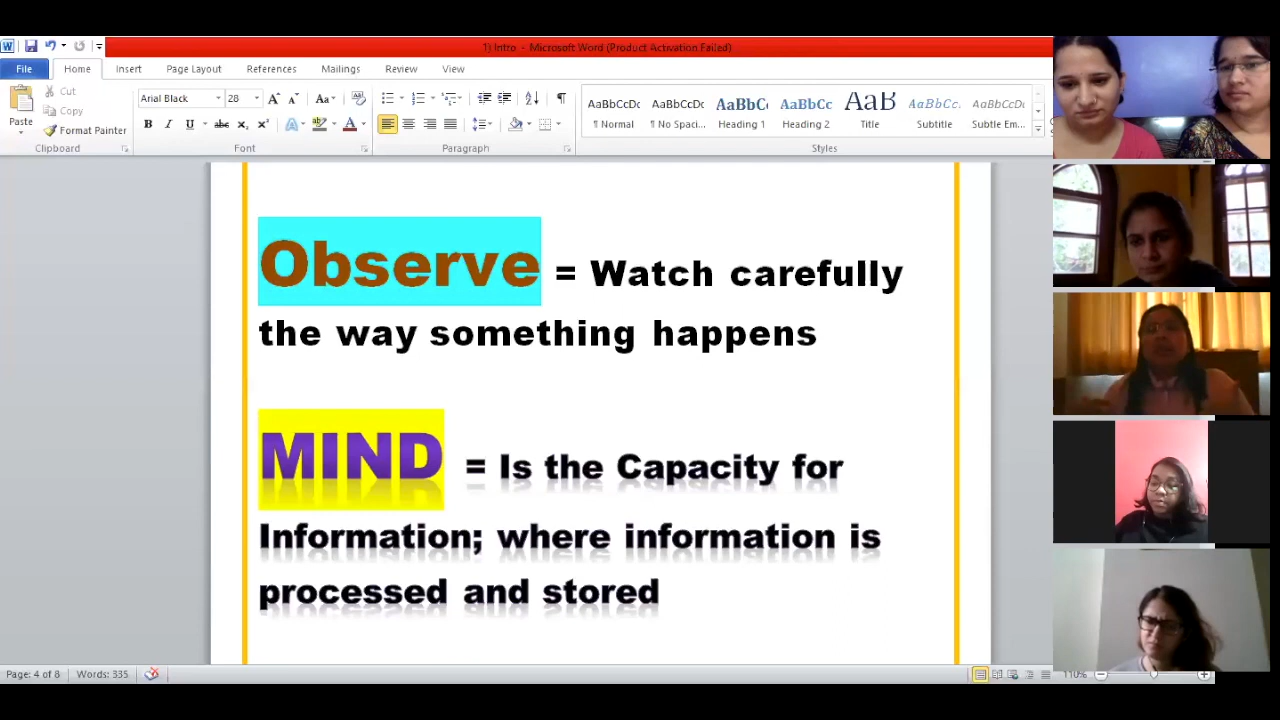 1) Intro - Microsoft Word (Product Activation Failed)
File Home Insert Page Layout References Mailings Review View
Cut
Copy
Paste
Format Painter
Arial Black 28
AaBbCcDc AaBbCcDc AaBbC AaBbCc AaB AaBbCc. AaBbCcDc
¶ Normal ¶ No Spaci... Heading 1 Heading 2 Title Subtitle Subtle Em...
Clipboard Font Paragraph Styles
Observe = Watch carefully
the way something happens
MIND = Is the Capacity for
Information; where information is
processed and stored
Page: 4 of 8 Words: 335 110%